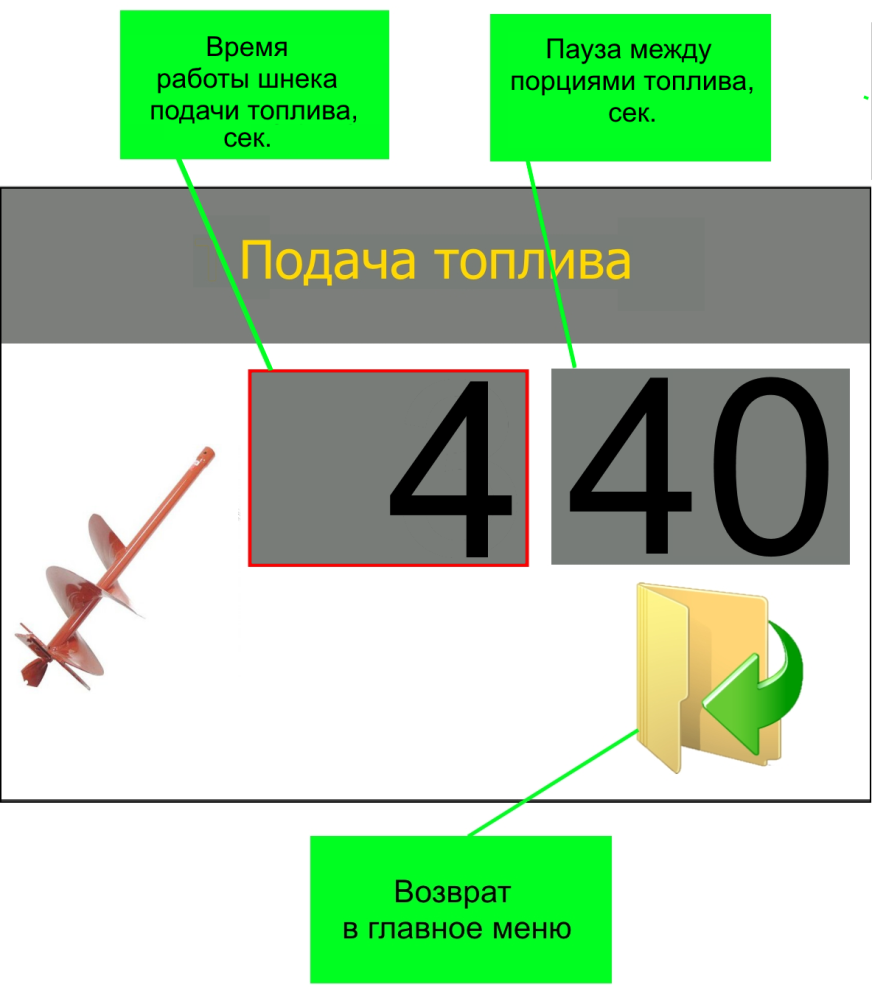 Время
работы шнека
подачи топлива,
сек.
Пауза между
порциями топлива,
сек.
Подача топлива
4
40
Возврат
в главное меню